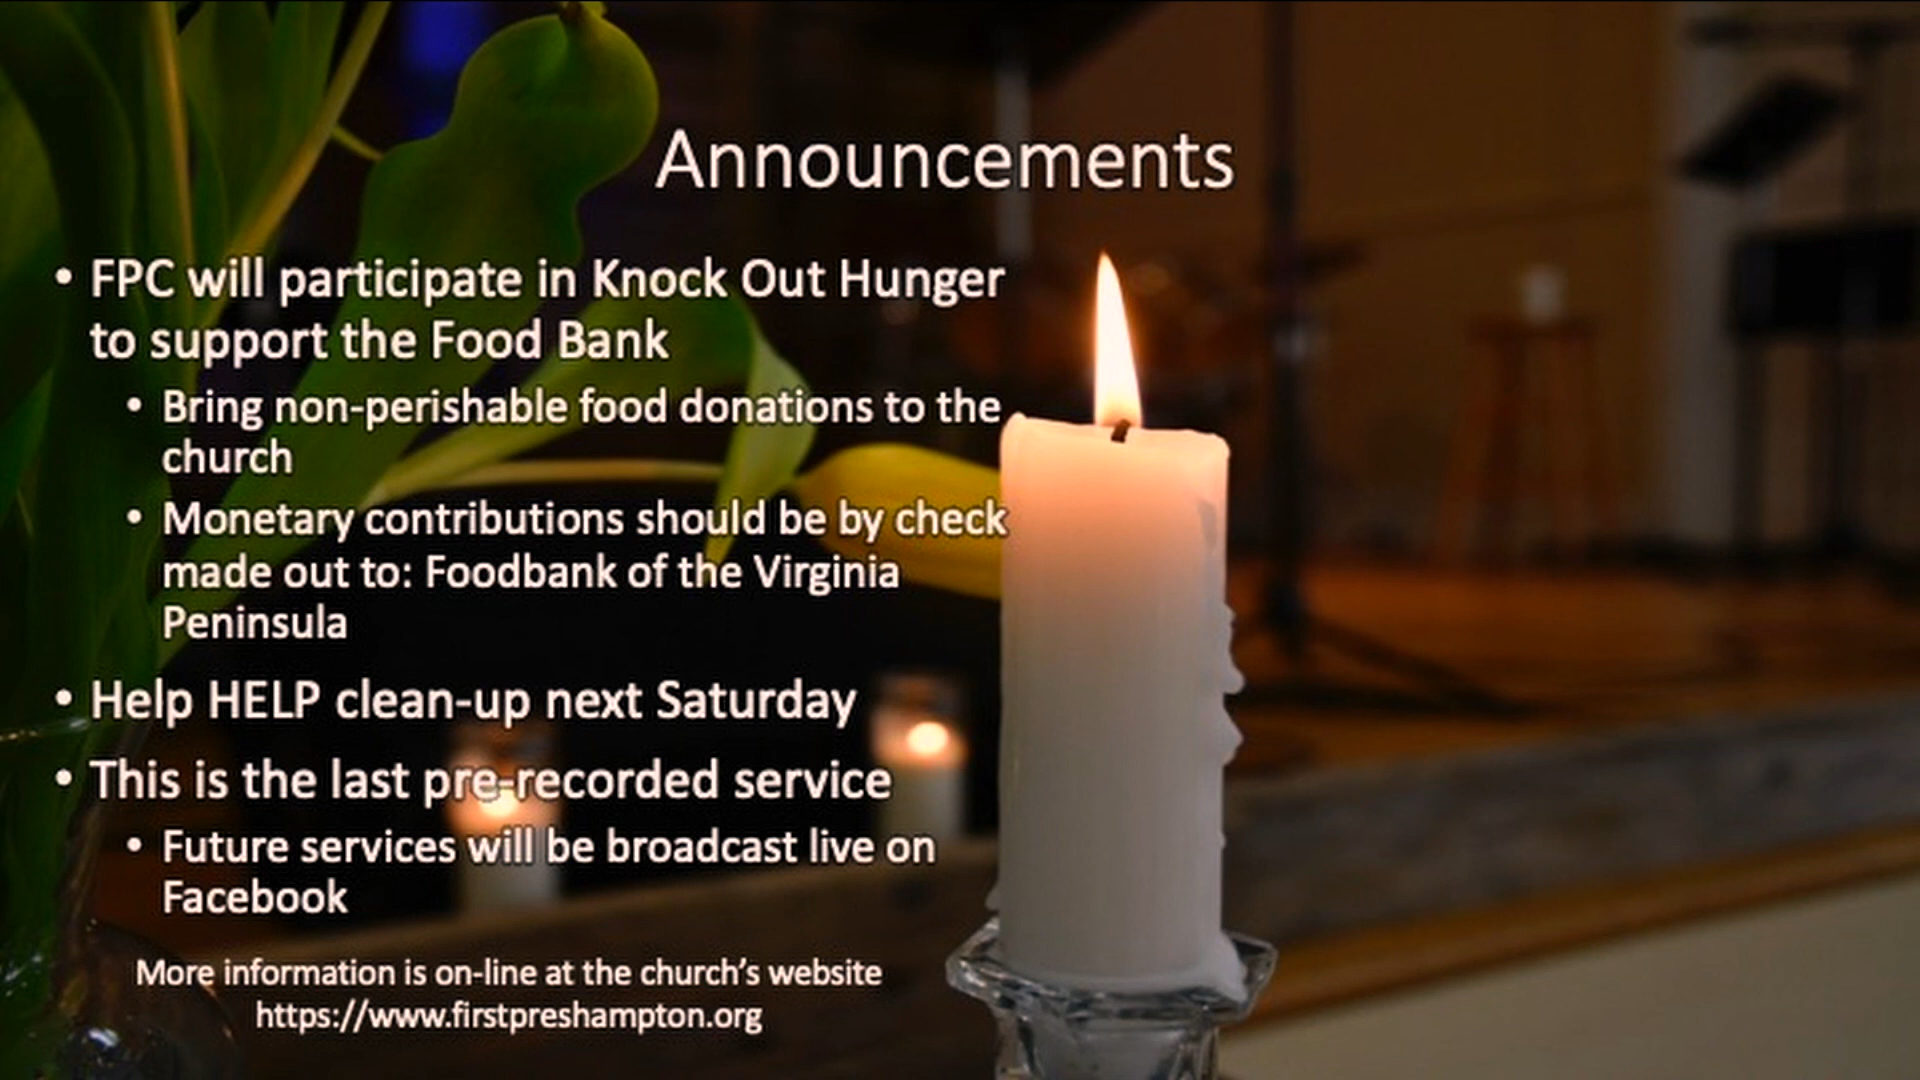 Announcements
• FPC will participate in Knock Out Hunger
to support the Food Bank
• Bring non-perishable food donations to the
church
• Monetary contributions should be by check
made out to: Foodbank of the Virginia
Peninsula
• Help HELP clean-up next Saturday
• This is the last pre-recorded service
• Future services will be broadcast live on
Facebook
More information is on-line at the church’s website
https://www.firstpreshampton.org